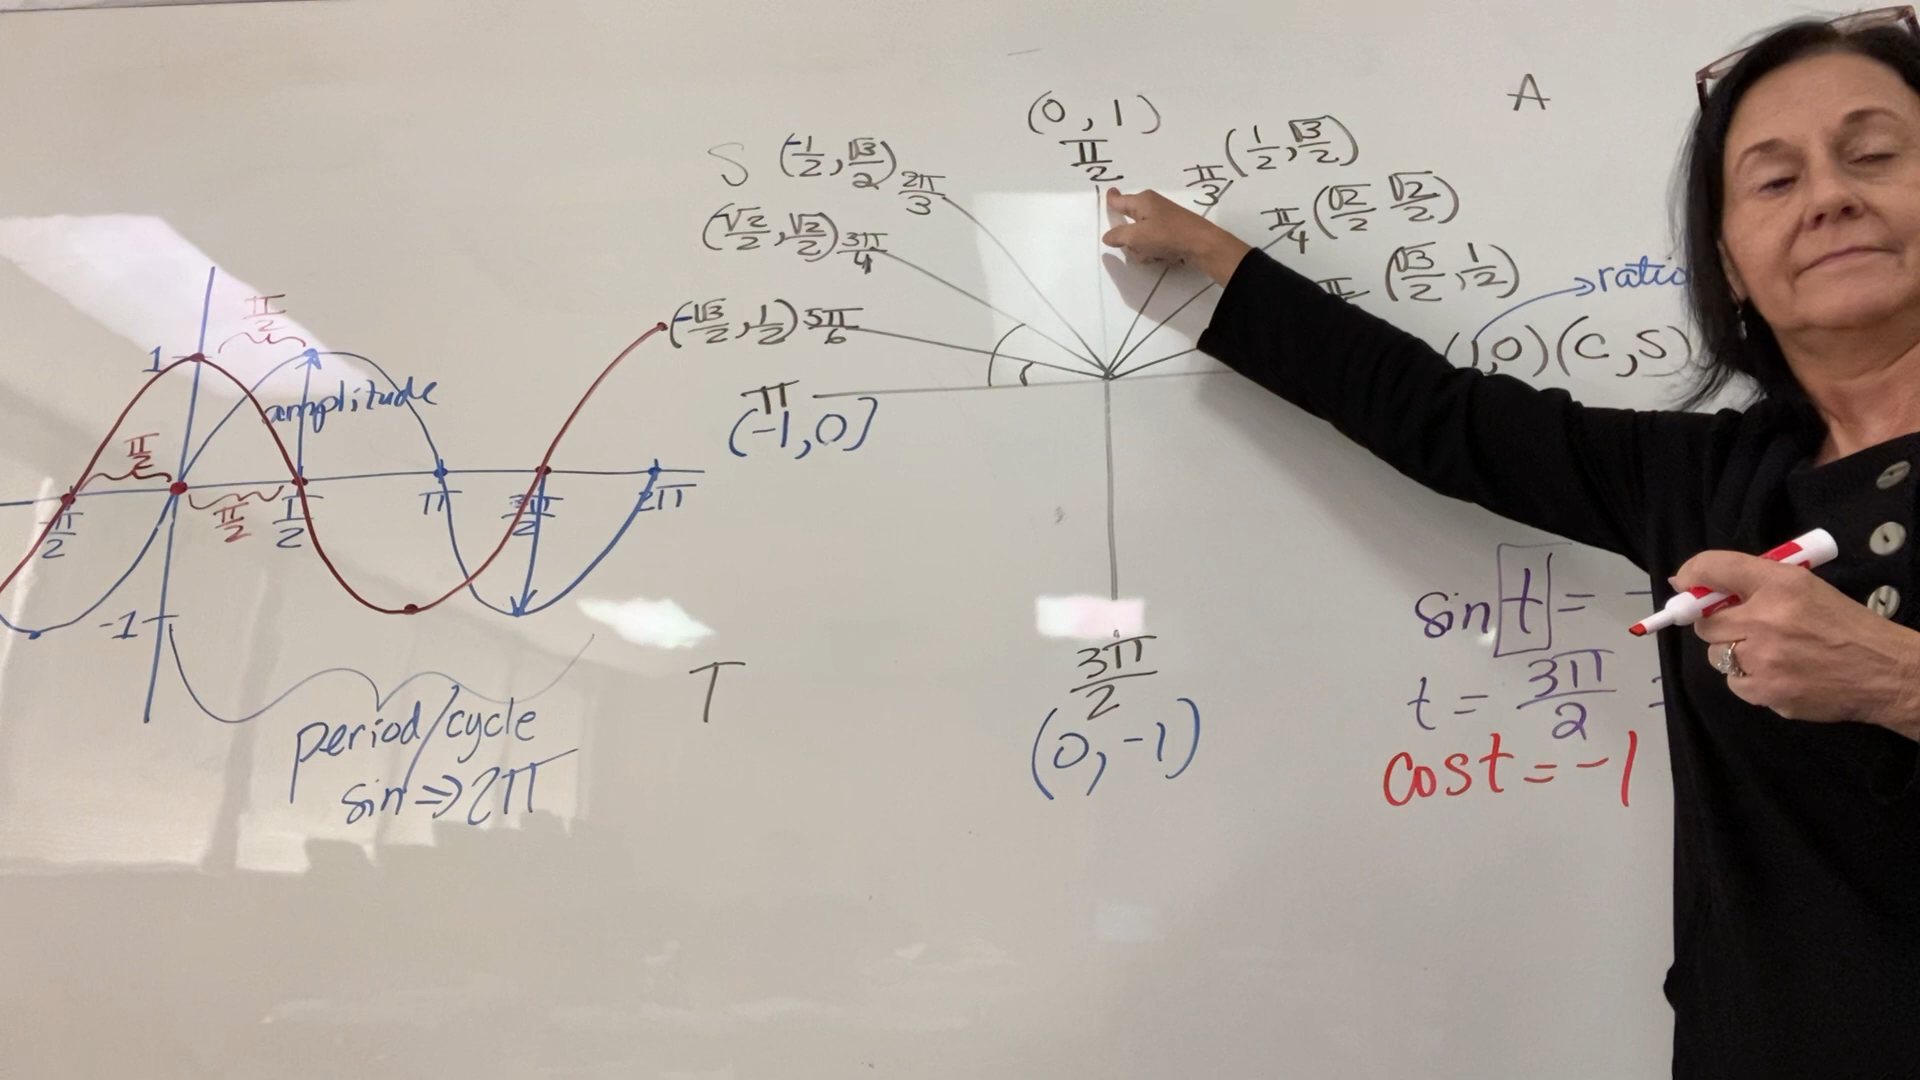 A
(0, 1)
π/2
S (-1/2, √3/2) 2π/3
π/3 (1/2, √3/2)
(√2/2, √2/2) 3π/4
π/4 (√2/2 √2/2)
(√3/2, 1/2)
→ratio
(-√3/2, 1/2) 5π/6
(1,0)(C,S)
π
(-1,0)
π/2
1
amplitude
π/2
π/2
-π/2
π/2
π
3π/2
2π
-1
T
period/cycle
sin⇒2π
3π/2
(0,-1)
sin t = -
t = 3π/2 =
cost = -1